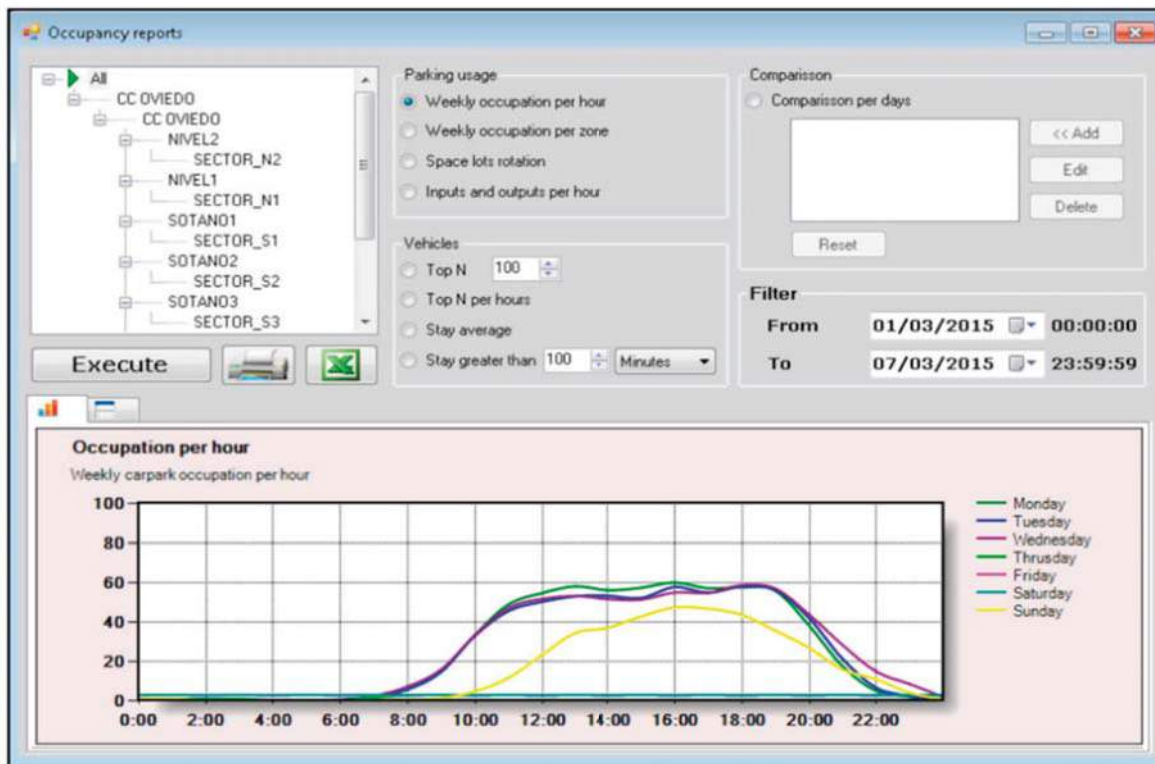 Occupancy reports
All
CC OVIEDO
CC OVIEDO
NIVEL2
SECTOR_N2
NIVEL1
SECTOR_N1
SOTANO1
SECTOR_S1
SOTANO2
SECTOR_S2
SOTANO3
SECTOR_S3
Execute
Parking usage
Weekly occupation per hour
Weekly occupation per zone
Space lots rotation
Inputs and outputs per hour
Vehicles
Top N 100
Top N per hours
Stay average
Stay greater than 100 Minutes
Comparisson
Comparisson per days
<< Add
Edit
Delete
Reset
Filter
From 01/03/2015 00:00:00
To 07/03/2015 23:59:59
Occupation per hour
Weekly carpark occupation per hour
100
80
60
40
20
0
0:00 2:00 4:00 6:00 8:00 10:00 12:00 14:00 16:00 18:00 20:00 22:00
Monday
Tuesday
Wednesday
Thrusday
Friday
Saturday
Sunday